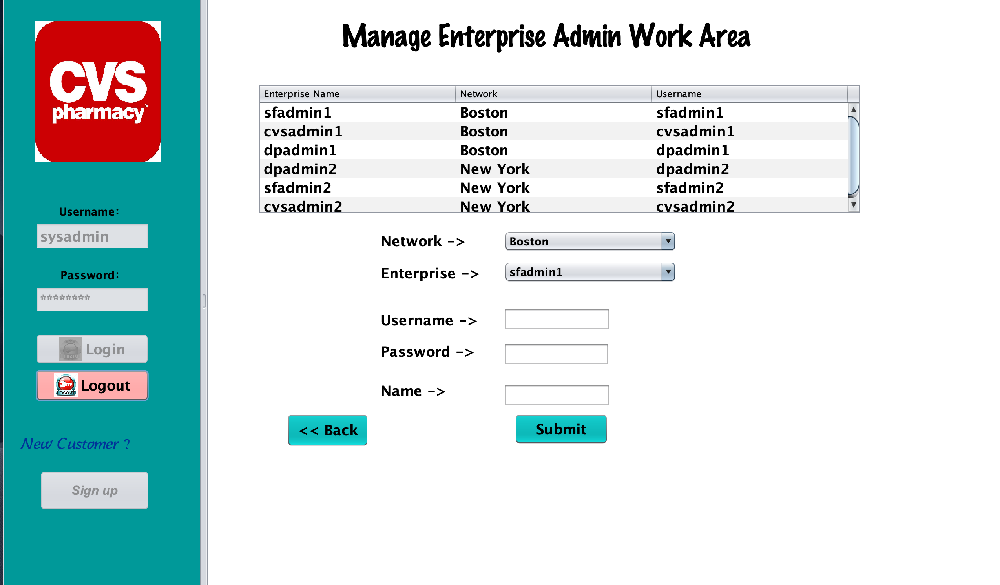 CVS
pharmacy
Username:
sysadmin
Password:
********
Login
LOGOUT
Logout
New Customer ?
Sign up
Manage Enterprise Admin Work Area
Enterprise Name Network Username
sfadmin1 Boston sfadmin1
cvsadmin1 Boston cvsadmin1
dpadmin1 Boston dpadmin1
dpadmin2 New York dpadmin2
sfadmin2 New York sfadmin2
cvsadmin2 New York cvsadmin2
Network -> Boston
Enterprise -> sfadmin1
Username ->
Password ->
Name ->
<< Back Submit